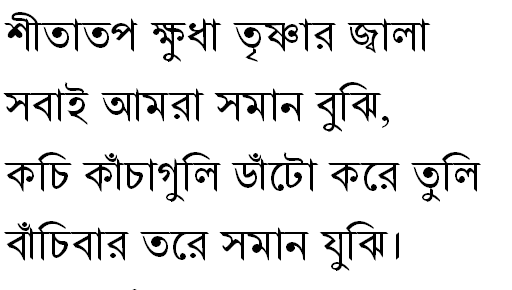 শীতাতপ ক্ষুধা তৃষ্ণার জ্বালা
সবাই আমরা সমান বুঝি,
কচি কাঁচাগুলি ডাঁটো করে তুলি
বাঁচিবার তরে সমান যুঝি।